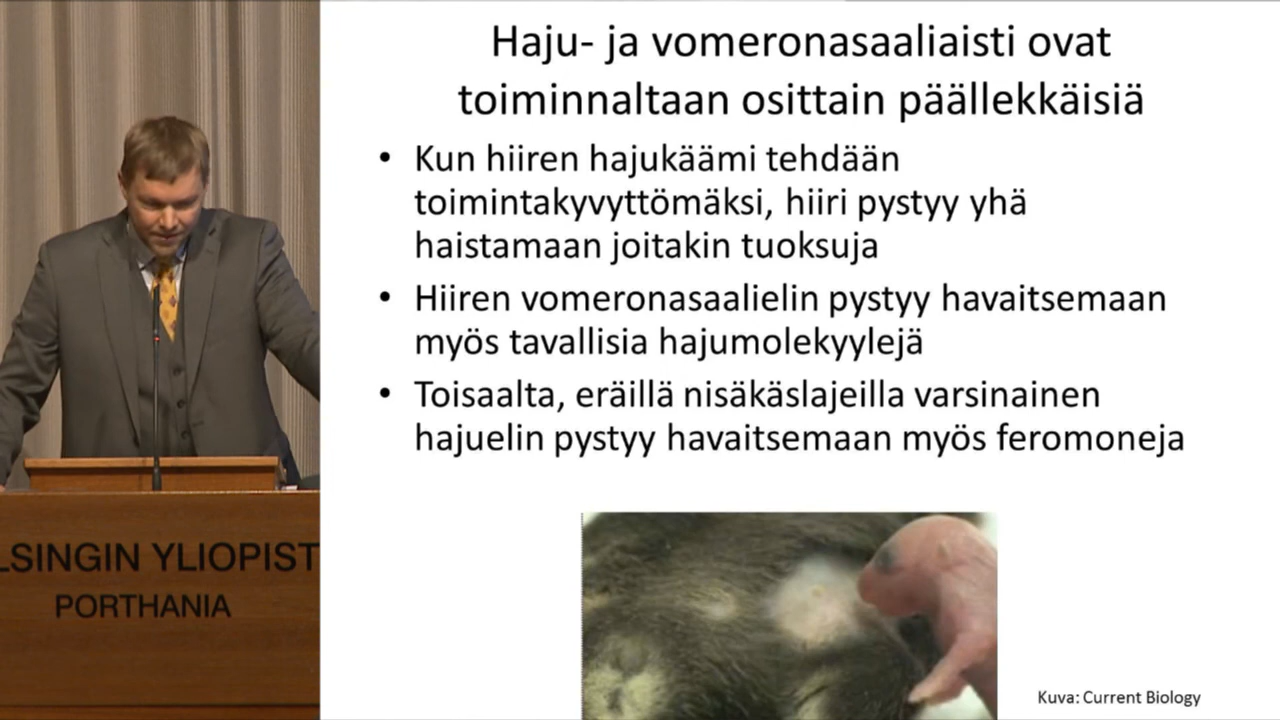 Haju- ja vomeronasaaliaisti ovat
toiminnaltaan osittain päällekkäisiä
• Kun hiiren hajukäämi tehdään
toimintakyvyttömäksi, hiiri pystyy yhä
haistamaan joitakin tuoksuja
• Hiiren vomeronasaalielin pystyy havaitsemaan
myös tavallisia hajumolekyylejä
• Toisaalta, eräillä nisäkäslajeilla varsinainen
hajuelin pystyy havaitsemaan myös feromoneja
Kuva: Current Biology
LSINGIN YLIOPIST
PORTHANIA